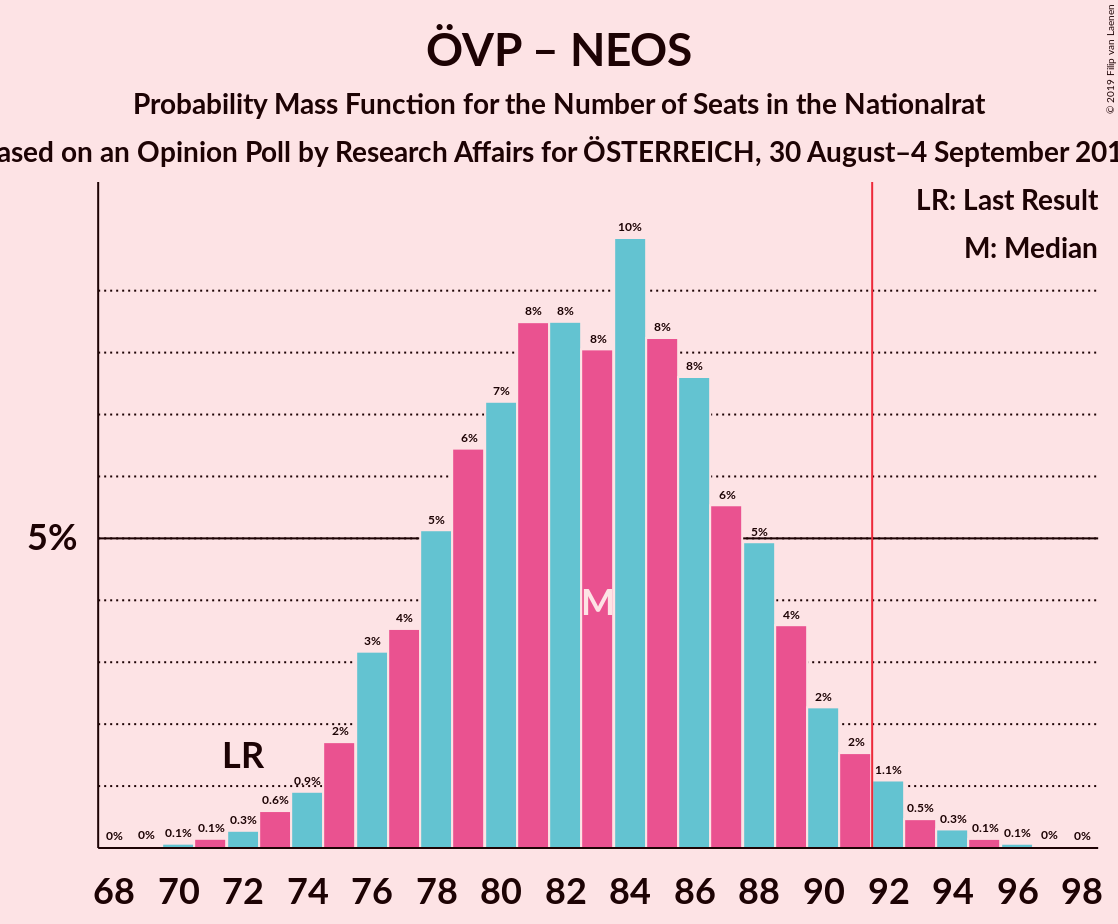 ÖVP – NEOS
Probability Mass Function for the Number of Seats in the Nationalrat
ased on an Opinion Poll by Research Affairs for ÖSTERREICH, 30 August–4 September 201
© 2019 Filip van Laenen
LR: Last Result
M: Median
10%
8% 8% 8% 8% 8%
7%
6% 6%
5% 5%
5%
M
4% 4%
3%
2% 2% 2%
LR
0% 0% 0.1% 0.1% 0.3% 0.6% 0.9% 1.1% 0.5% 0.3% 0.1% 0.1% 0% 0%
68 70 72 74 76 78 80 82 84 86 88 90 92 94 96 98